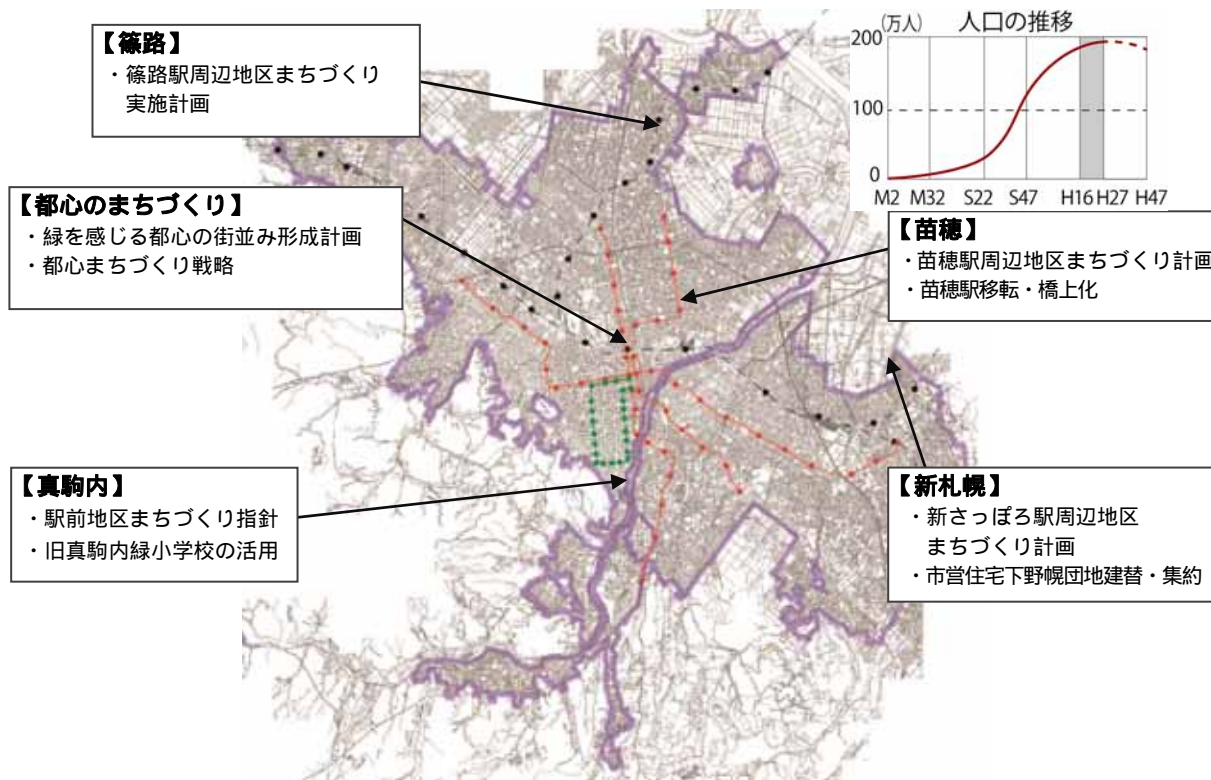 【篠路】
・篠路駅周辺地区まちづくり
実施計画
(万人)
人口の推移
200
100
0
M2 M32 S22 S47 H16 H27 H47
【都心のまちづくり】
・緑を感じる都心の街並み形成計画
・都心まちづくり戦略
【苗穂】
・苗穂駅周辺地区まちづくり計画
・苗穂駅移転・橋上化
【真駒内】
・駅前地区まちづくり指針
・旧真駒内緑小学校の活用
【新札幌】
・新さっぽろ駅周辺地区
まちづくり計画
・市営住宅下野幌団地建替・集約